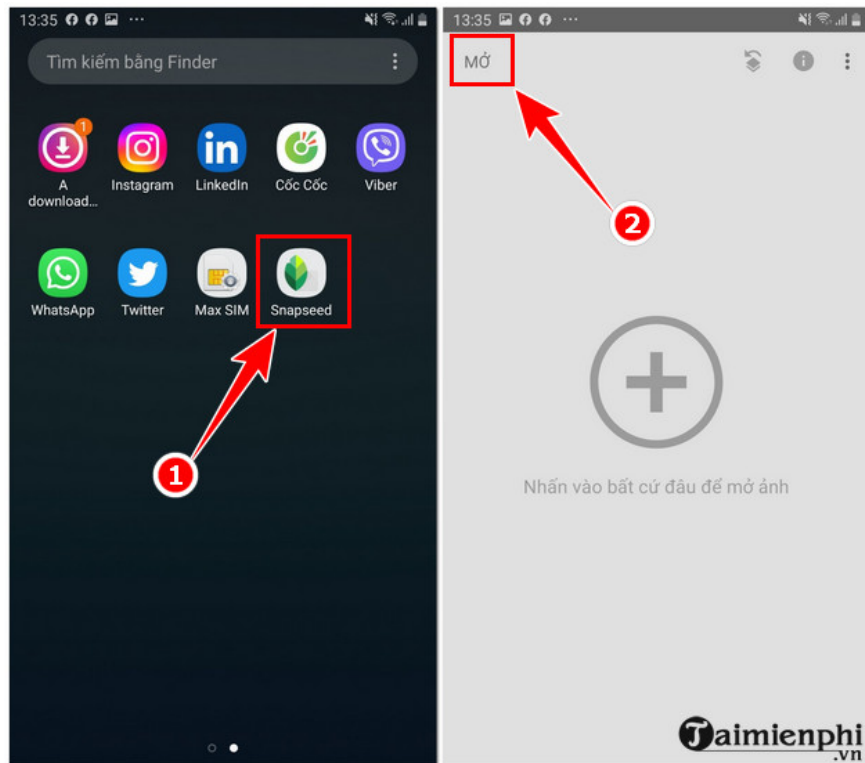 13:35
Tìm kiếm bằng Finder
1
A
download...
Instagram
LinkedIn
Cốc Cốc
Viber
WhatsApp
Twitter
Max SIM
Snapseed
1
13:35
MỞ
2
Nhấn vào bất cứ đâu để mở ảnh
Taimienphi
.vn